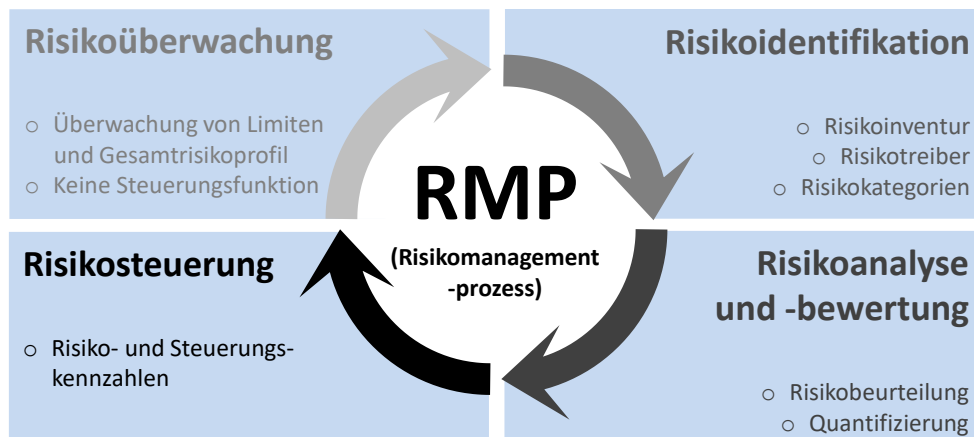 Risikoüberwachung
○ Überwachung von Limiten
und Gesamtrisikoprofil
○ Keine Steuerungsfunktion
Risikoidentifikation
○ Risikoinventur
○ Risikotreiber
○ Risikokategorien
RMP
(Risikomanagement
-prozess)
Risikosteuerung
○ Risiko- und Steuerungs-
kennzahlen
Risikoanalyse
und -bewertung
○ Risikobeurteilung
○ Quantifizierung